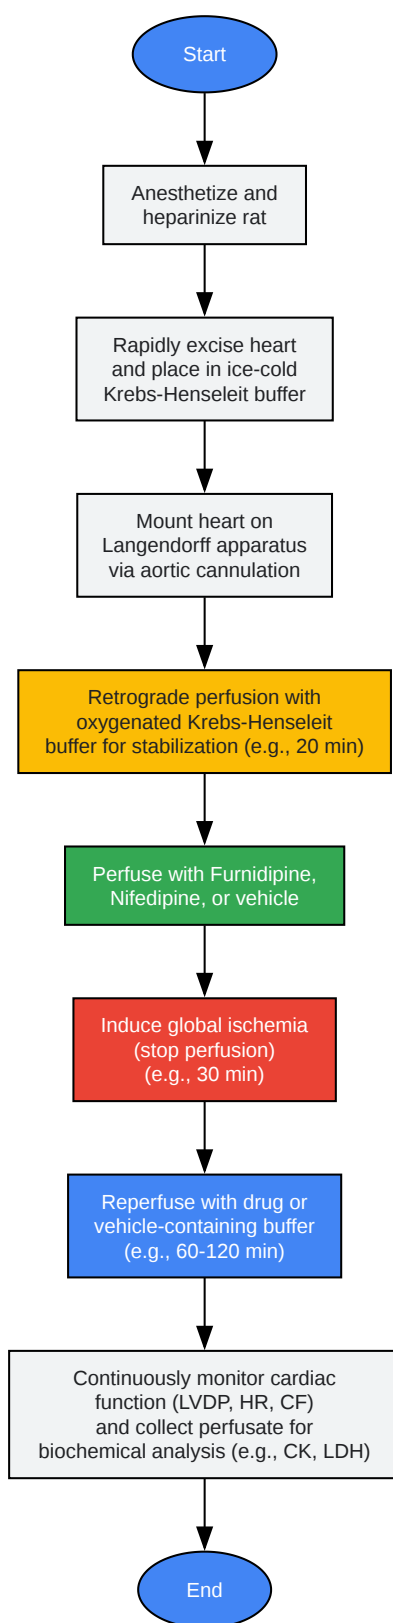 Start
Anesthetize and
heparinize rat
Rapidly excise heart
and place in ice-cold
Krebs-Henseleit buffer
Mount heart on
Langendorff apparatus
via aortic cannulation
Retrograde perfusion with
oxygenated Krebs-Henseleit
buffer for stabilization (e.g., 20 min)
Perfuse with Furnidipine,
Nifedipine, or vehicle
Induce global ischemia
(stop perfusion)
(e.g., 30 min)
Reperfuse with drug or
vehicle-containing buffer
(e.g., 60-120 min)
Continuously monitor cardiac
function (LVDP, HR, CF)
and collect perfusate for
biochemical analysis (e.g., CK, LDH)
End